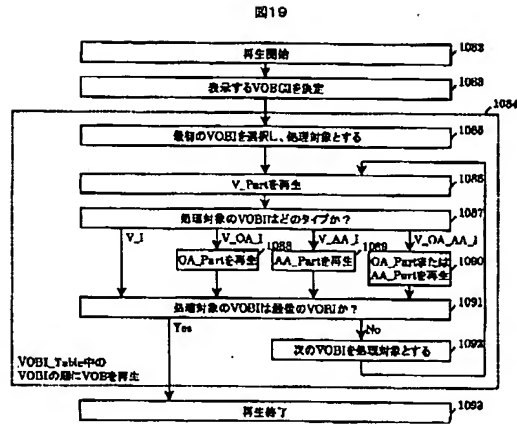 図19
再生開始
1082
表示するVOBGIを決定
1083
1084
最初のVOBIを選択し、処理対象とする
1085
V_Partを再生
1086
処理対象のVOBIはどのタイプか?
1087
V_I
V_OA_I
V_AA_I
V_OA_AA_I
1088
1089
OA_Partを再生
AA_Partを再生
OA_Partまたは
AA_Partを再生
1090
処理対象のVOBIは最後のVOBIか?
1091
Yes
No
1092
次のVOBIを処理対象とする
VOBI_Table中の
VOBIの順にVOBを再生
再生終了
1093